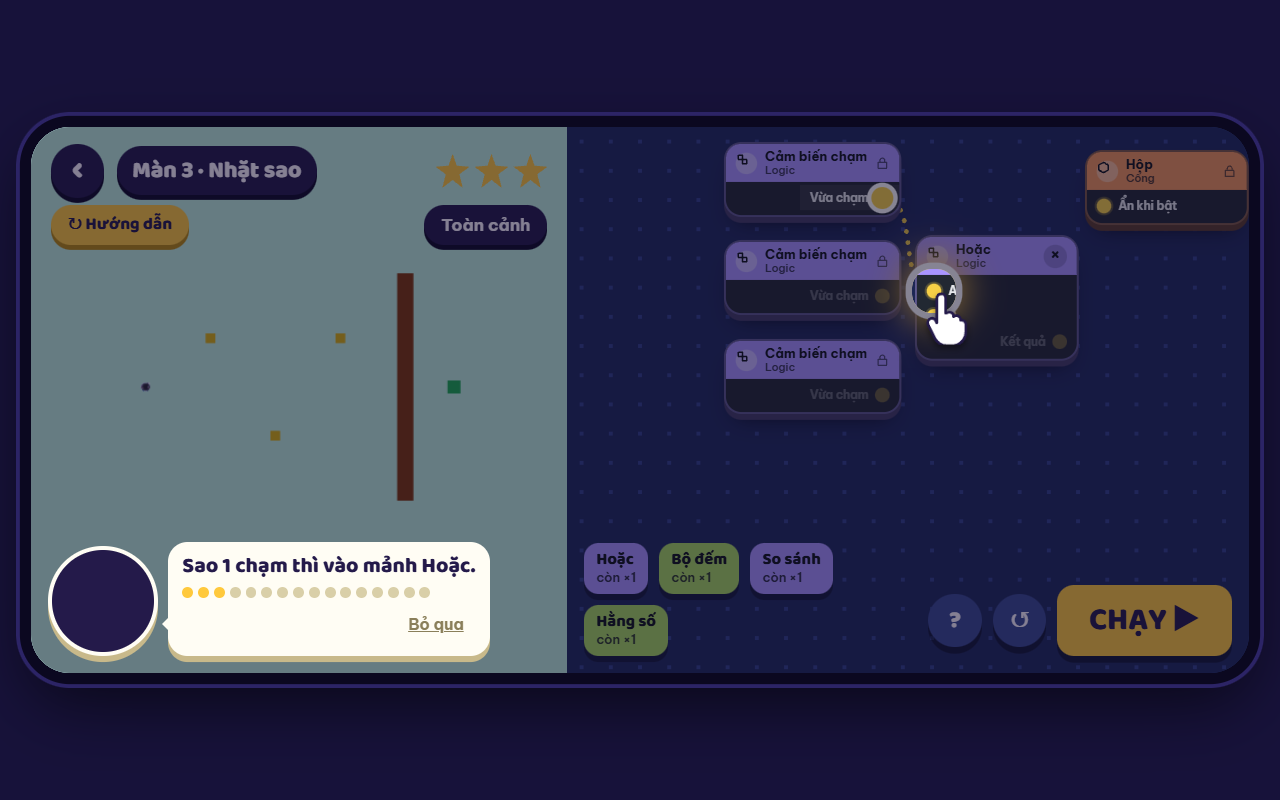 Màn 3 · Nhặt sao
↻ Hướng dẫn
Toàn cảnh
Sao 1 chạm thì vào mảnh Hoặc.
Bỏ qua
Cảm biến chạm
Logic
Vừa chạm
Cảm biến chạm
Logic
Vừa chạm
Cảm biến chạm
Logic
Vừa chạm
Hoặc
Logic
A
Kết quả
Hộp
Cổng
Ẩn khi bật
Hoặc
còn ×1
Bộ đếm
còn ×1
So sánh
còn ×1
Hằng số
còn ×1
?
↺
CHẠY ▶